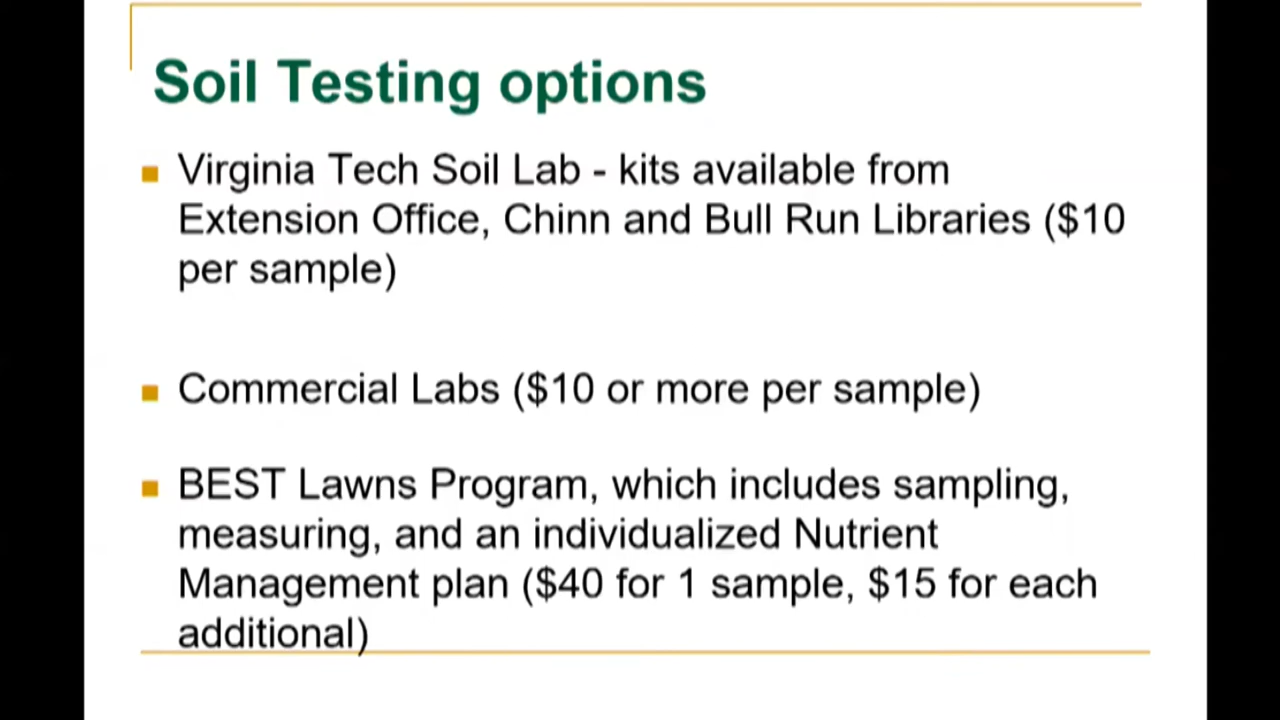 Soil Testing options
Virginia Tech Soil Lab - kits available from
Extension Office, Chinn and Bull Run Libraries ($10
per sample)
Commercial Labs ($10 or more per sample)
BEST Lawns Program, which includes sampling,
measuring, and an individualized Nutrient
Management plan ($40 for 1 sample, $15 for each
additional)